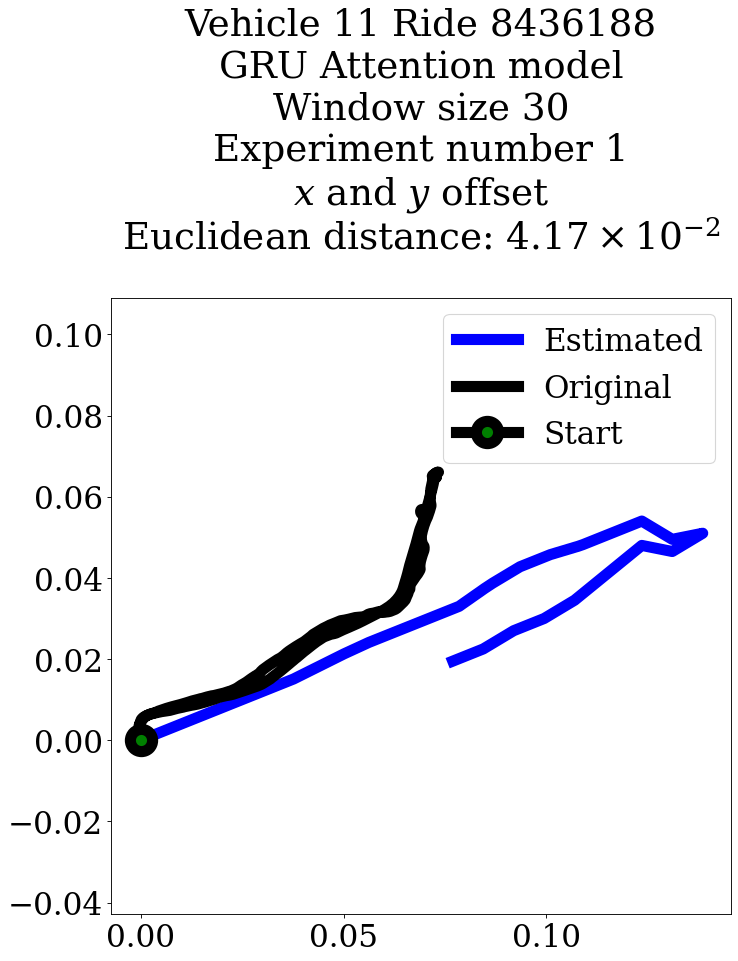 Vehicle 11 Ride 8436188
GRU Attention model
Window size 30
Experiment number 1
x and y offset
Euclidean distance: 4.17 × 10⁻²
Estimated
Original
Start
0.10
0.08
0.06
0.04
0.02
0.00
−0.02
−0.04
0.00 0.05 0.10